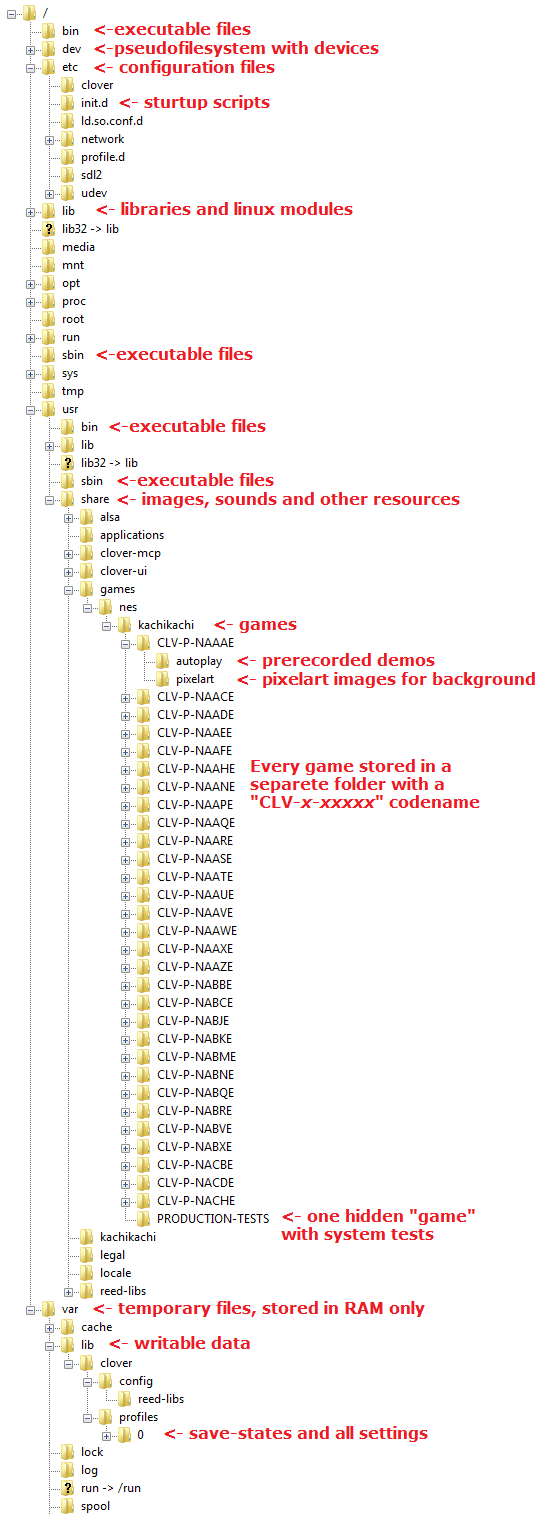 /
bin <-executable files
dev <-pseudofilesystem with devices
etc <- configuration files
clover
init.d <- sturtup scripts
ld.so.conf.d
network
profile.d
sdl2
udev
lib <- libraries and linux modules
lib32 -> lib
media
mnt
opt
proc
root
run
sbin <-executable files
sys
tmp
usr
bin <-executable files
lib
lib32 -> lib
sbin <-executable files
share <- images, sounds and other resources
alsa
applications
clover-mcp
clover-ui
games
nes
kachikachi <- games
CLV-P-NAAAE
autoplay <- prerecorded demos
pixelart <- pixelart images for background
CLV-P-NAACE
CLV-P-NAADE
CLV-P-NAAEE
CLV-P-NAAFE
CLV-P-NAAHE Every game stored in a
CLV-P-NAANE separete folder with a
CLV-P-NAAPE "CLV-x-xxxxx" codename
CLV-P-NAAQE
CLV-P-NAARE
CLV-P-NAASE
CLV-P-NAATE
CLV-P-NAAUE
CLV-P-NAAVE
CLV-P-NAAWE
CLV-P-NAAXE
CLV-P-NAAZE
CLV-P-NABBE
CLV-P-NABCE
CLV-P-NABJE
CLV-P-NABKE
CLV-P-NABME
CLV-P-NABNE
CLV-P-NABQE
CLV-P-NABRE
CLV-P-NABVE
CLV-P-NABXE
CLV-P-NACBE
CLV-P-NACDE
CLV-P-NACHE
PRODUCTION-TESTS <- one hidden "game"
kachikachi with system tests
legal
locale
reed-libs
var <- temporary files, stored in RAM only
cache
lib <- writable data
clover
config
reed-libs
profiles
0 <- save-states and all settings
lock
log
run -> /run
spool